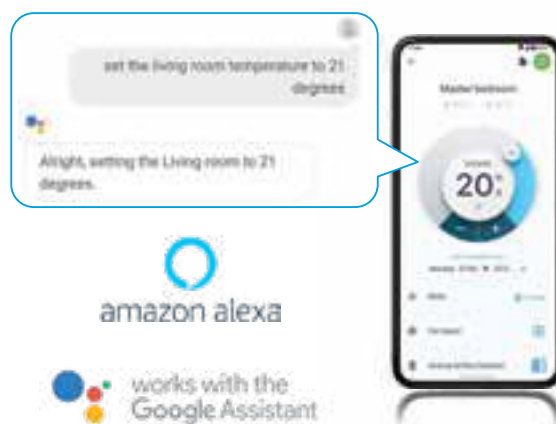 set the living room temperature to 21
degrees
Alright, setting the Living room to 21
degrees.
Master bedroom
20
amazon alexa
works with the
Google Assistant